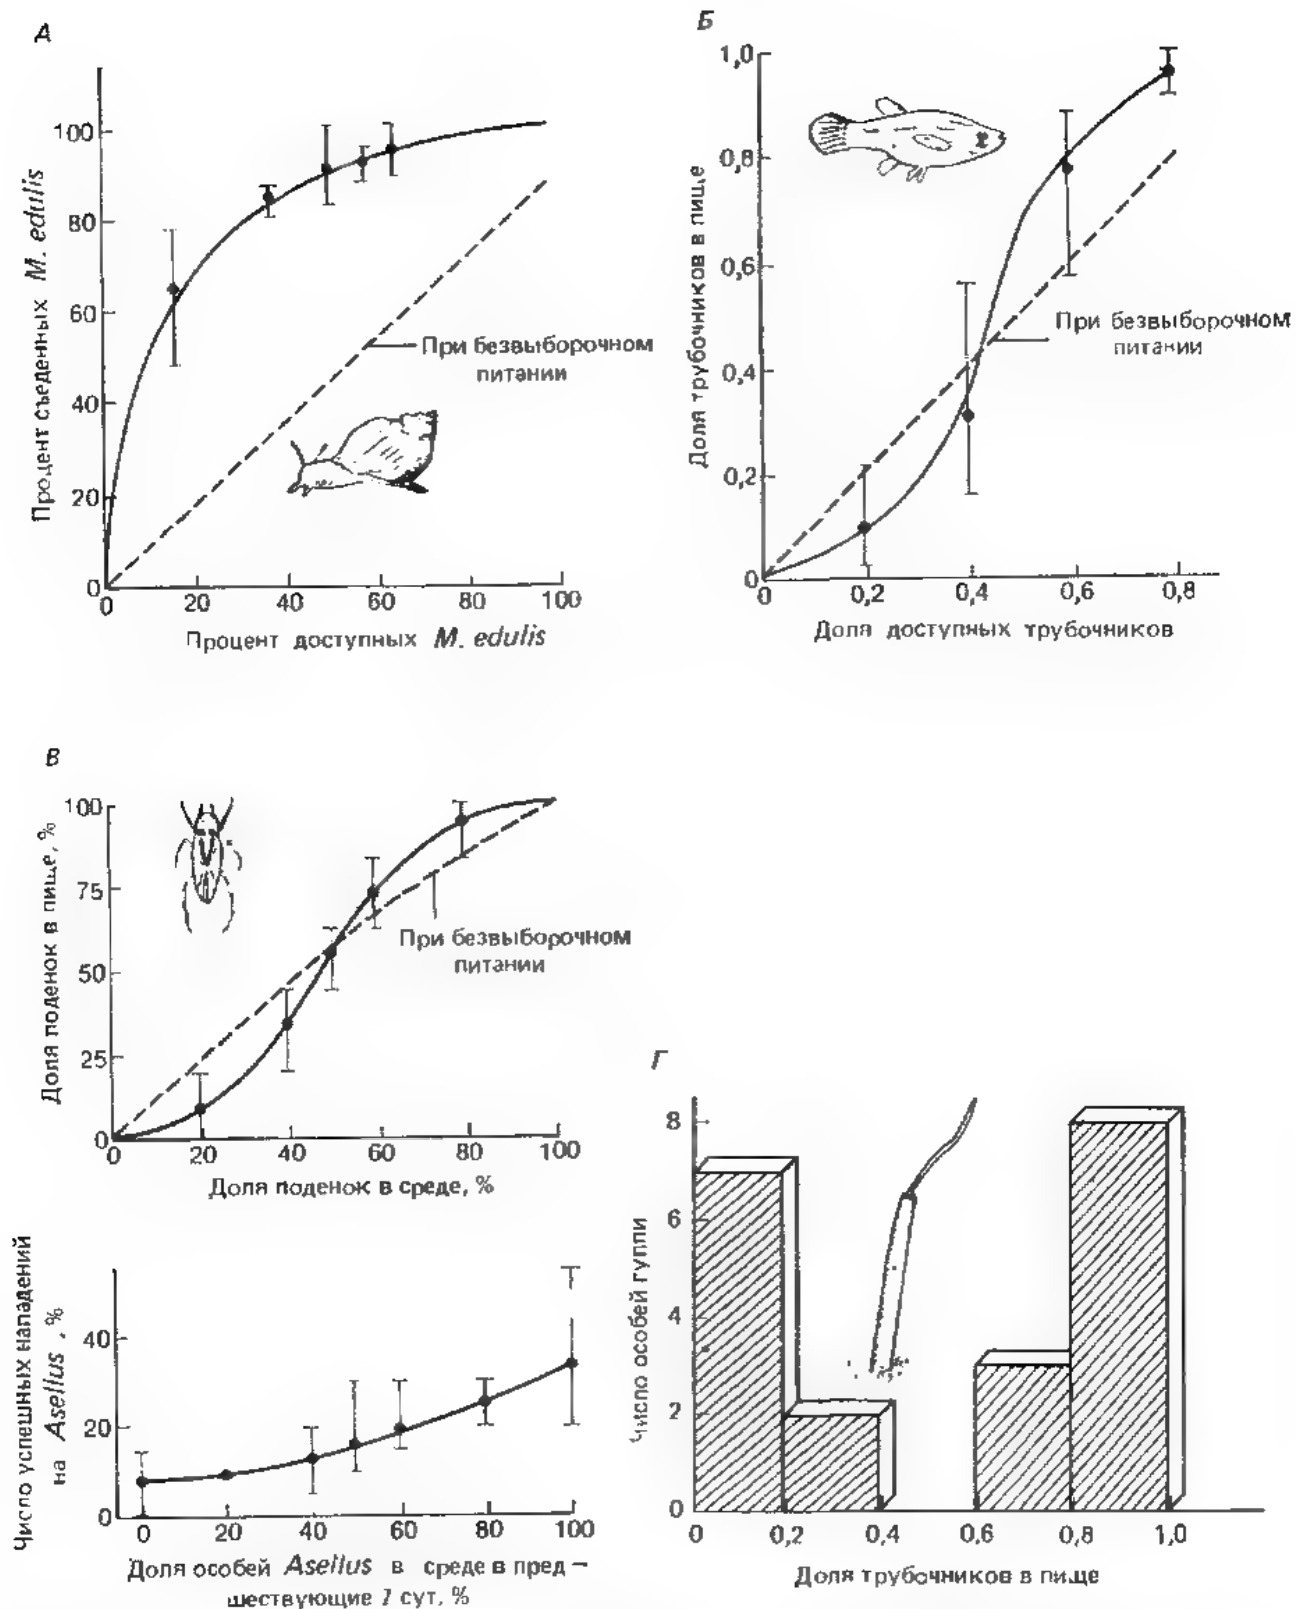 А
Процент съеденных M. edulis
100
80
60
40
20
0
При безвыборочном
питании
0 20 40 60 80 100
Процент доступных M. edulis
Б
Доля трубочников в пище
1,0
0,8
0,6
0,4
0,2
0
При безвыборочном
питании
0 0,2 0,4 0,6 0,8
Доля доступных трубочников
В
Доля поденок в пище, %
100
75
50
25
0
При безвыборочном
питании
0 20 40 60 80 100
Доля поденок в среде, %
Число успешных нападений
на Asellus, %
40
20
0
0 20 40 60 80 100
Доля особей Asellus в среде в пред–
шествующие 7 сут, %
Г
Число особей гуппи
8
6
4
2
0
0 0,2 0,4 0,6 0,8 1,0
Доля трубочников в пище